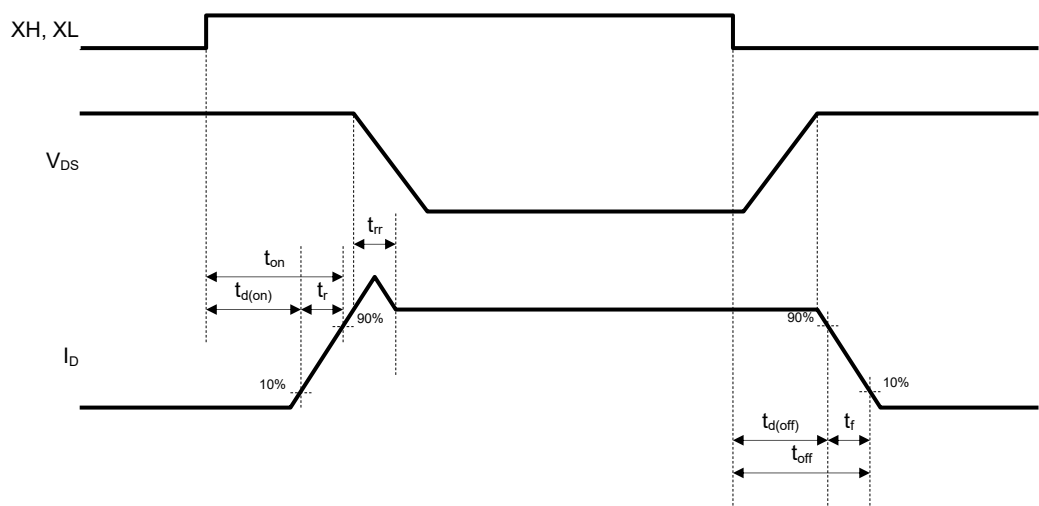 XH, XL
VDS
trr
ton
td(on) tr
90% 90%
ID
10% 10%
td(off) tf
toff